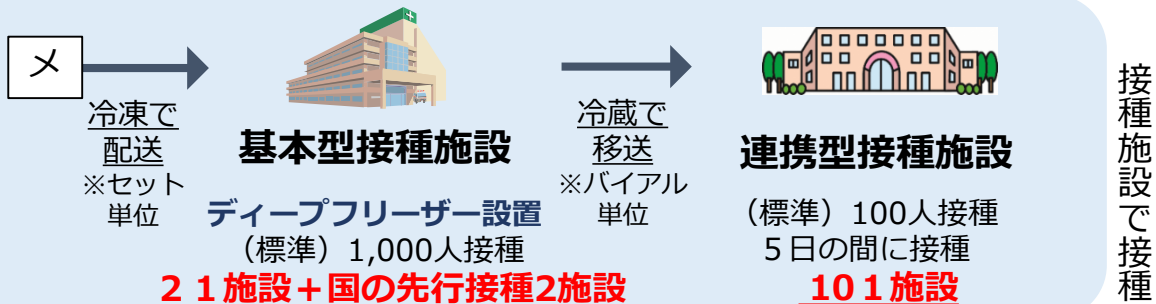 メ
冷凍で
配送
※セット
単位
基本型接種施設
ディープフリーザー設置
（標準）1,000人接種
２１施設＋国の先行接種2施設
冷蔵で
移送
※バイアル
単位
連携型接種施設
（標準）100人接種
５日の間に接種
１０１施設
接種施設で接種